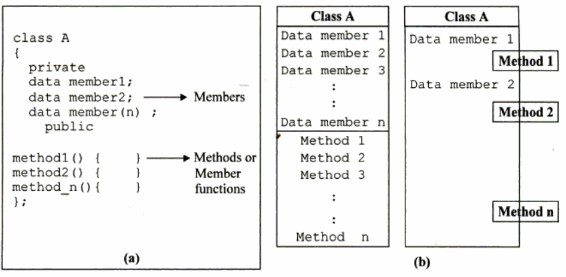 class A
{
private
data member1;
data member2; Members
data member(n) ;
public
method1() { } Methods or
method2() { } Member
method_n(){ } functions
};
(a)
Class A
Data member 1
Data member 2
Data member 3
:
:
Data member n
Method 1
Method 2
Method 3
:
:
Method n
Class A
Data member 1
Method 1
Data member 2
Method 2
Method n
(b)